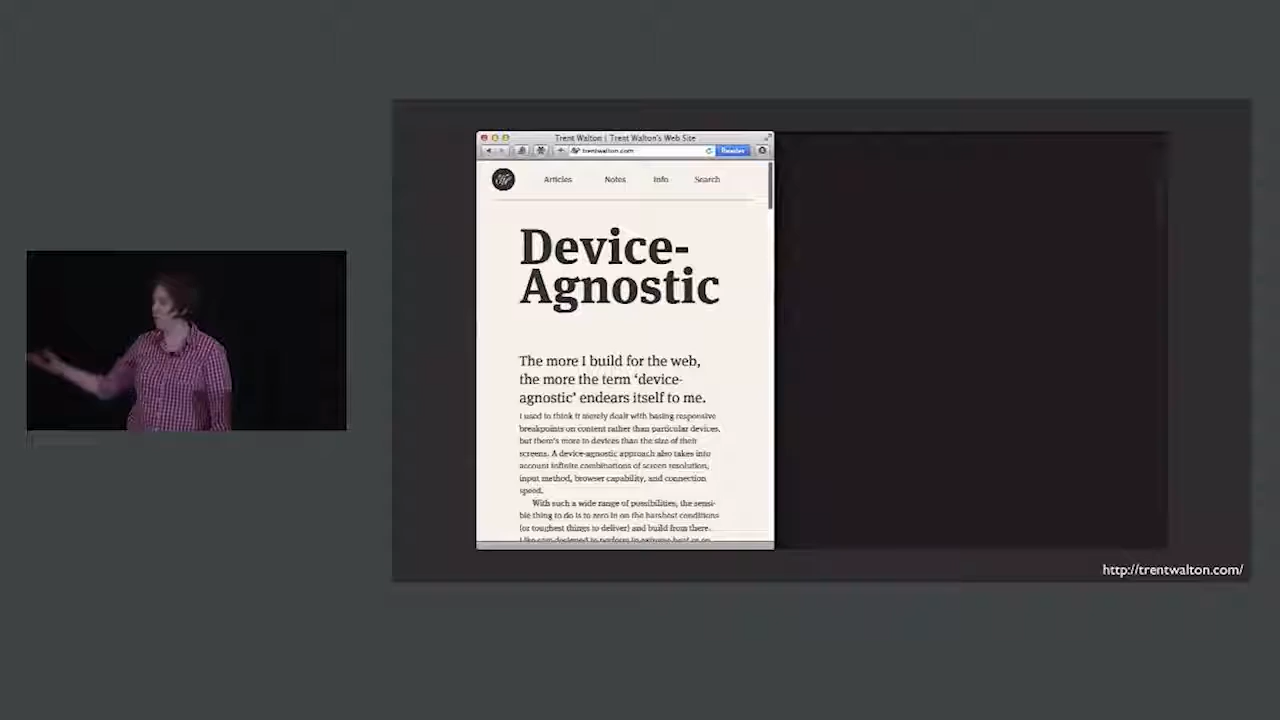 Trent Walton | Trent Walton's Web Site
trentwalton.com
Reader
Articles Notes Info Search
Device-
Agnostic
The more I build for the web,
the more the term ‘device-
agnostic’ endears itself to me.
I used to think it merely dealt with basing responsive
breakpoints on content rather than particular devices,
but there's more to devices than the size of their
screens. A device-agnostic approach also takes into
account infinite combinations of screen resolution,
input method, browser capability, and connection
speed.
With such a wide range of possibilities, the sensi-
ble thing to do is to zero in on the harshest conditions
(or toughest things to deliver) and build from there.
http://trentwalton.com/